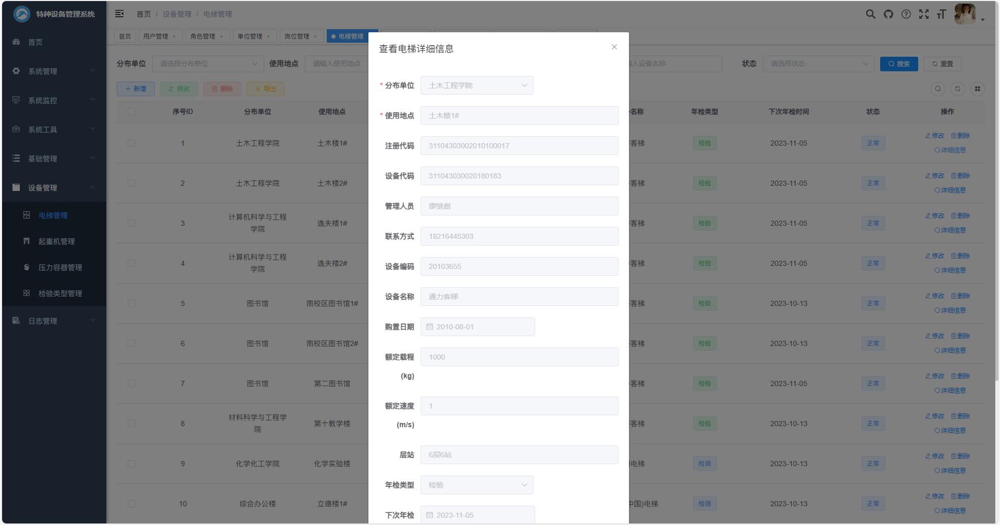 特种设备管理系统
首页 / 设备管理 / 电梯管理
首页
系统管理
系统监控
系统工具
基础管理
设备管理
电梯管理
起重机管理
压力容器管理
检验类型管理
日志管理
首页 用户管理 × 角色管理 × 单位管理 × 岗位管理 × 电梯管理
分布单位 请选择分布单位 使用地点 请输入使用地点 输入设备名称 状态 请选择状态 搜索 重置
+ 新增 修改 删除 导出
序号ID 分布单位 使用地点 名称 年检类型 下次年检时间 状态 操作
1 土木工程学院 土木楼1# 客梯 检验 2023-11-05 正常 修改 删除
详细信息
2 土木工程学院 土木楼2# 客梯 检验 2023-11-05 正常 修改 删除
详细信息
3 计算机科学与工程学院 逸夫楼1# 客梯 检验 2023-11-05 正常 修改 删除
详细信息
4 计算机科学与工程学院 逸夫楼2# 客梯 检验 2023-11-05 正常 修改 删除
详细信息
5 图书馆 南校区图书馆1# 客梯 检验 2023-10-13 正常 修改 删除
详细信息
6 图书馆 南校区图书馆2# 客梯 检验 2023-10-13 正常 修改 删除
详细信息
7 图书馆 第二图书馆 客梯 检验 2023-11-05 正常 修改 删除
详细信息
8 材料科学与工程学院 第十教学楼 客梯 检验 2023-10-13 正常 修改 删除
详细信息
9 化学化工学院 化学实验楼 电梯 检测 2023-10-13 正常 修改 删除
详细信息
10 综合办公楼 立德楼1# 中国)电梯 检测 2023-10-13 正常 修改 删除
详细信息
查看电梯详细信息
* 分布单位 土木工程学院
* 使用地点 土木楼1#
注册代码 31104303002010100017
设备代码 311043030020180183
管理人员 廖继彪
联系方式 18216445303
设备编码 20103655
设备名称 通力客梯
购置日期 2010-08-01
额定载程 1000
(kg)
额定速度 1
(m/s)
层站 6层6站
年检类型 检验
下次年检 2023-11-05